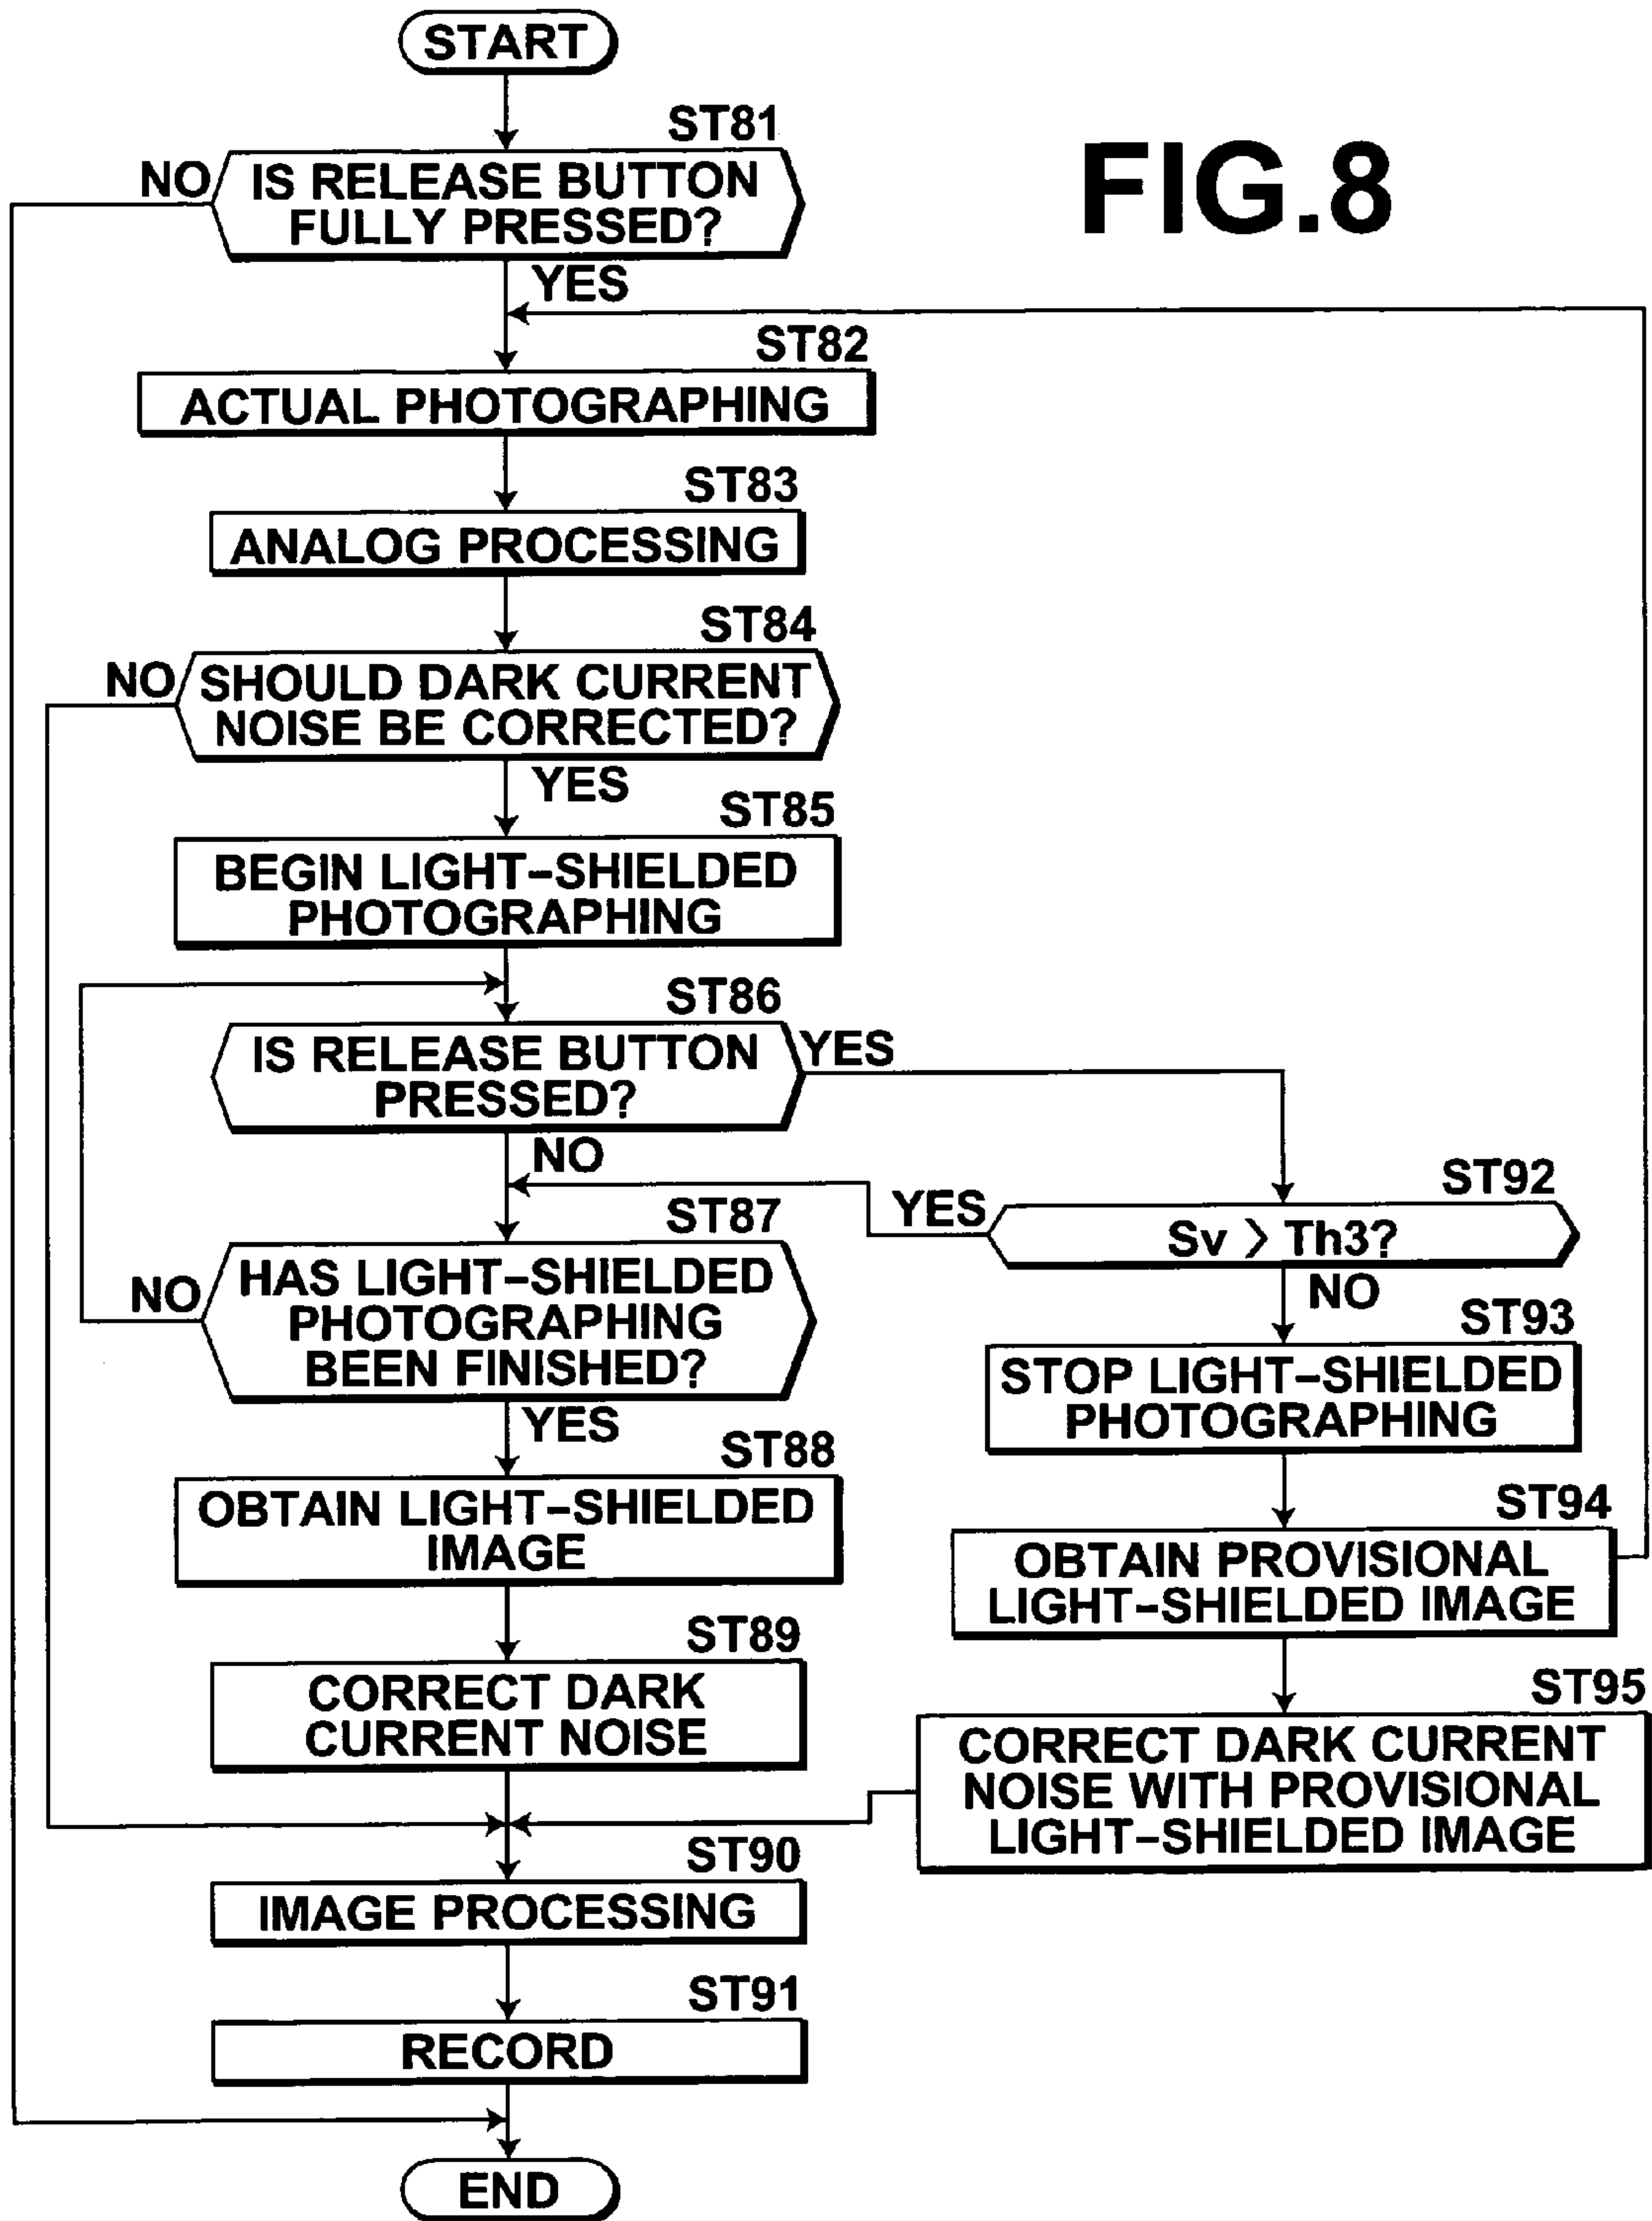 START
FIG.8
ST81
NO
IS RELEASE BUTTON
FULLY PRESSED?
YES
ST82
ACTUAL PHOTOGRAPHING
ST83
ANALOG PROCESSING
ST84
NO
SHOULD DARK CURRENT
NOISE BE CORRECTED?
YES
ST85
BEGIN LIGHT-SHIELDED
PHOTOGRAPHING
ST86
IS RELEASE BUTTON
PRESSED?
YES
NO
ST87
HAS LIGHT-SHIELDED
PHOTOGRAPHING
BEEN FINISHED?
NO
YES
ST88
OBTAIN LIGHT-SHIELDED
IMAGE
ST89
CORRECT DARK
CURRENT NOISE
ST90
IMAGE PROCESSING
ST91
RECORD
END
ST92
YES
Sv > Th3?
NO
ST93
STOP LIGHT-SHIELDED
PHOTOGRAPHING
ST94
OBTAIN PROVISIONAL
LIGHT-SHIELDED IMAGE
ST95
CORRECT DARK CURRENT
NOISE WITH PROVISIONAL
LIGHT-SHIELDED IMAGE